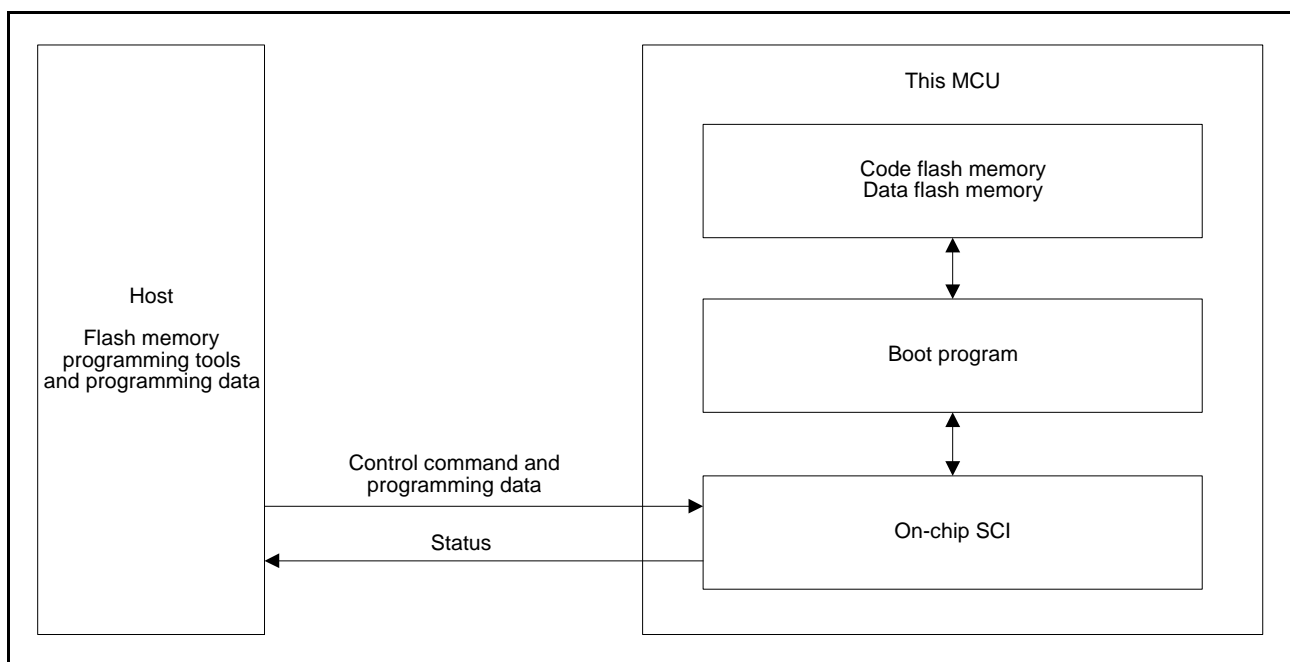 Host
Flash memory
programming tools
and programming data
Control command and
programming data
Status
This MCU
Code flash memory
Data flash memory
Boot program
On-chip SCI